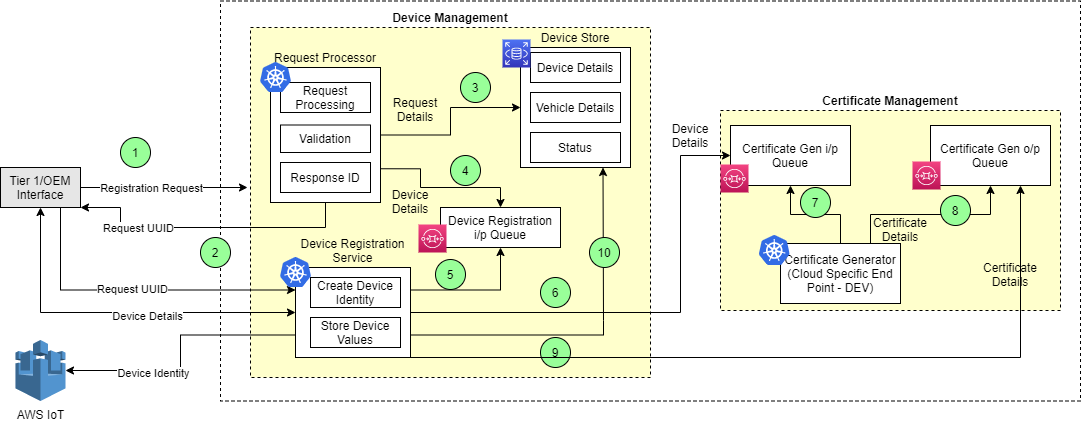 Device Management
Device Store
Request Processor
Device Details
Request
Processing
3
Request
Details
Vehicle Details
Certificate Management
Validation
Status
1
Device
Details
Certificate Gen i/p
Queue
Certificate Gen o/p
Queue
Tier 1/OEM
Interface
Registration Request
Response ID
4
Device
Details
7
8
Request UUID
Device Registration
i/p Queue
Certificate
Details
2
Device Registration
Service
10
Certificate Generator
(Cloud Specific End
Point - DEV)
5
Certificate
Details
Request UUID
Create Device
Identity
6
Device Details
Store Device
Values
9
Device Identity
AWS IoT